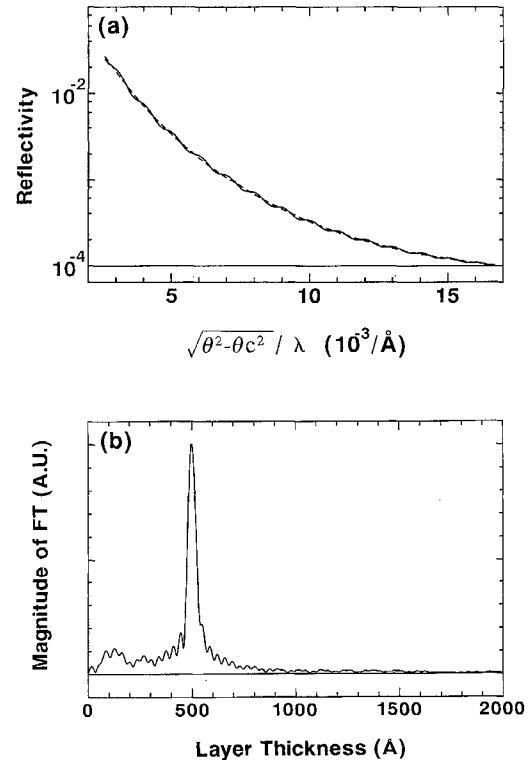 (a)
Reflectivity
10⁻²
10⁻⁴
5 10 15
√θ²-θc² / λ (10⁻³/Å)
(b)
Magnitude of FT (A.U.)
0 500 1000 1500 2000
Layer Thickness (Å)